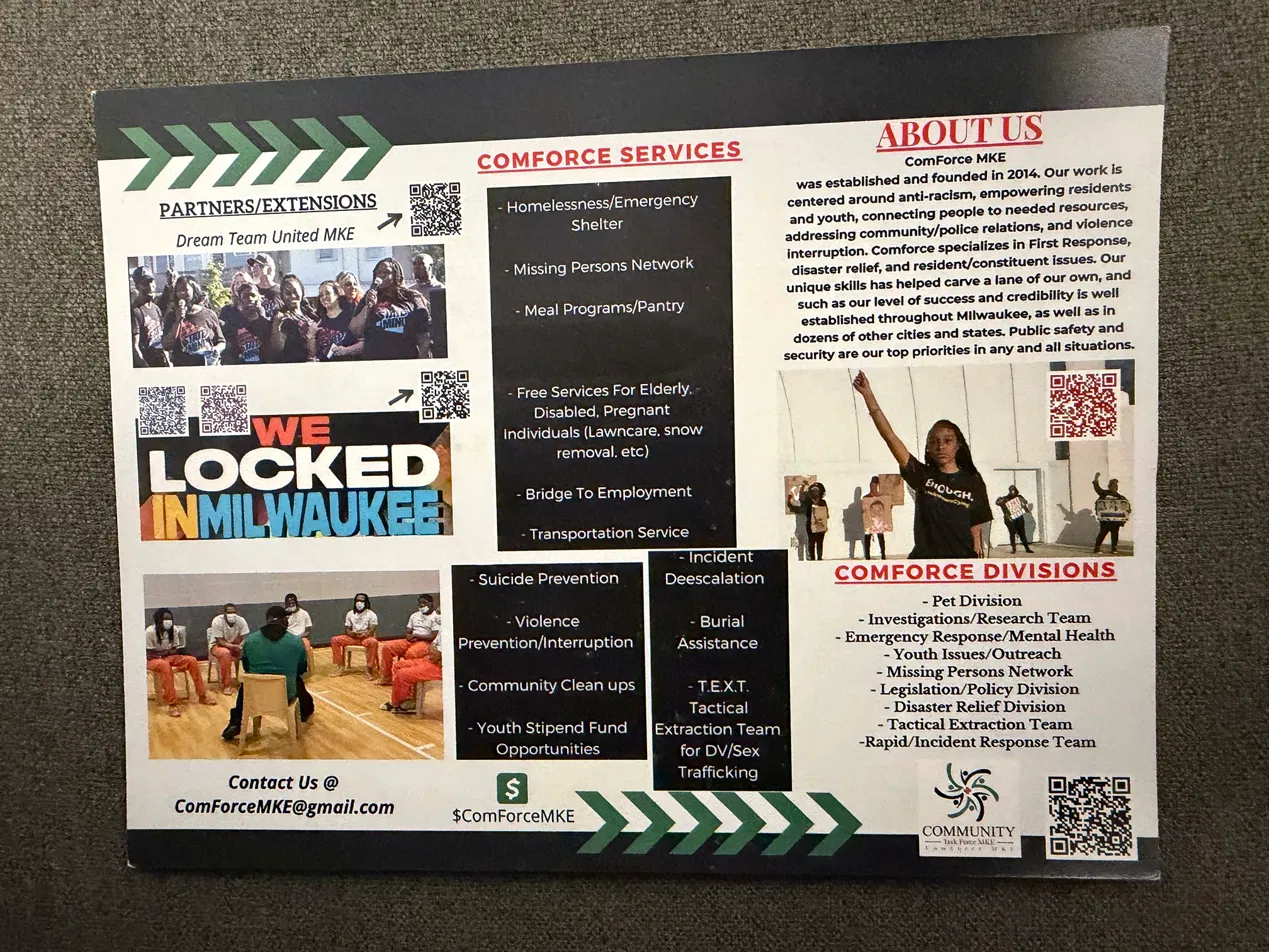 PARTNERS/EXTENSIONS
Dream Team United MKE
WE
LOCKED
INMILWAUKEE
Contact Us @
ComForceMKE@gmail.com
COMFORCE SERVICES
- Homelessness/Emergency
Shelter
- Missing Persons Network
- Meal Programs/Pantry
- Free Services For Elderly,
Disabled, Pregnant
Individuals (Lawncare, snow
removal, etc)
- Bridge To Employment
- Transportation Service
- Suicide Prevention
- Violence
Prevention/Interruption
- Community Clean ups
- Youth Stipend Fund
Opportunities
- Incident
Deescalation
- Burial
Assistance
- T.E.X.T.
Tactical
Extraction Team
for DV/Sex
Trafficking
$
$ComForceMKE
ABOUT US
ComForce MKE
was established and founded in 2014. Our work is
centered around anti-racism, empowering residents
and youth, connecting people to needed resources,
addressing community/police relations, and violence
interruption. Comforce specializes in First Response,
disaster relief, and resident/constituent issues. Our
unique skills has helped carve a lane of our own, and
such as our level of success and credibility is well
established throughout Milwaukee, as well as in
dozens of other cities and states. Public safety and
security are our top priorities in any and all situations.
ENOUGH.
COMFORCE DIVISIONS
- Pet Division
- Investigations/Research Team
- Emergency Response/Mental Health
- Youth Issues/Outreach
- Missing Persons Network
- Legislation/Policy Division
- Disaster Relief Division
- Tactical Extraction Team
-Rapid/Incident Response Team
COMMUNITY
Task Force MKE
ComForce MKE